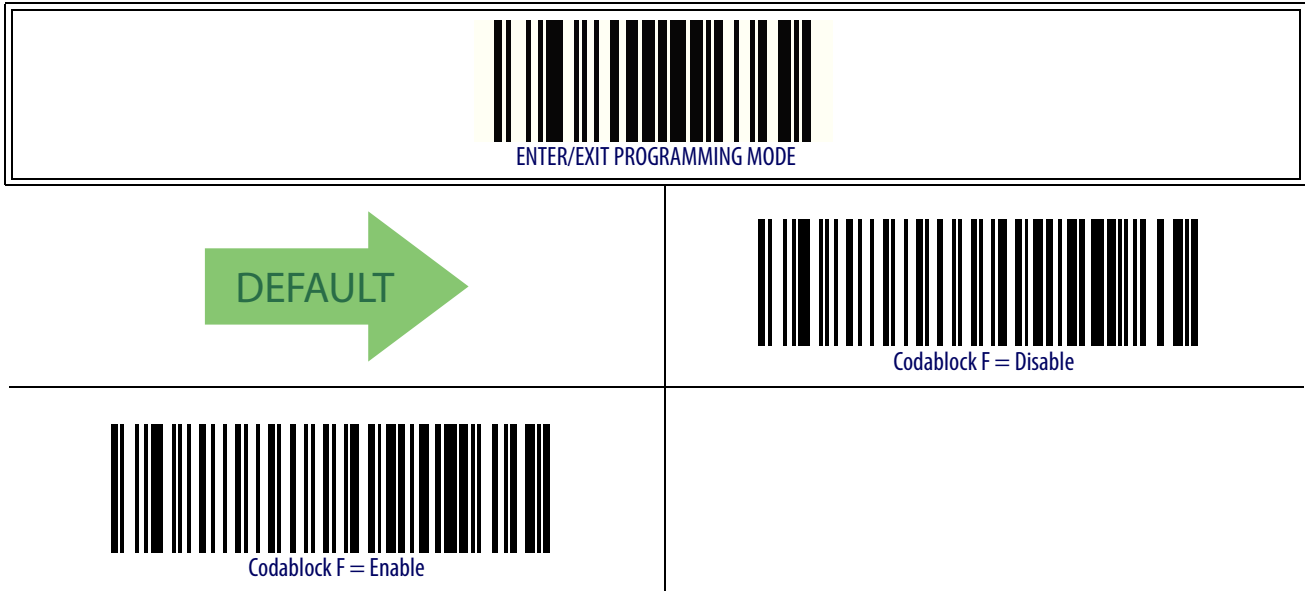 ENTER/EXIT PROGRAMMING MODE
DEFAULT
Codablock F = Disable
Codablock F = Enable